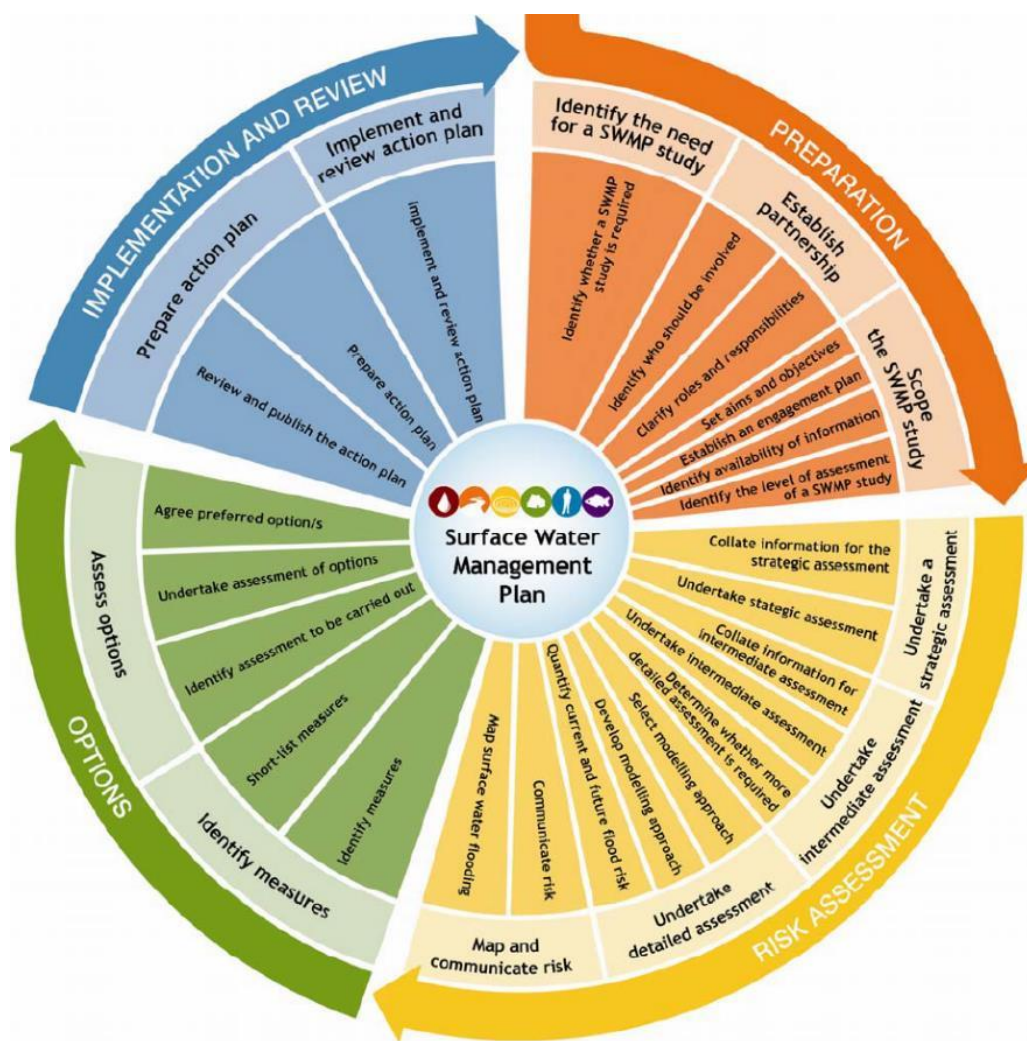 PREPARATION
Identify the need
for a SWMP study
Identify whether a SWMP
study is required
Establish
partnership
Identify who should be involved
Clarify roles and responsibilities
Scope
the SWMP study
Set aims and objectives
Establish an engagement plan
Identify availability of information
Identify the level of assessment
of a SWMP study
RISK ASSESSMENT
Undertake a
strategic assessment
Collate information for the
strategic assessment
Undertake stategic assessment
Undertake
intermediate assessment
Collate information for
intermediate assessment
Undertake intermediate assessment
Determine whether more
detailed assessment is required
Undertake
detailed assessment
Select modelling approach
Develop modelling approach
Quantify current and future flood risk
Map and
communicate risk
Communicate risk
Map surface water flooding
OPTIONS
Identify measures
Identify measures
Short-list measures
Assess options
Identify assessment to be carried out
Undertake assessment of options
Agree preferred option/s
IMPLEMENTATION AND REVIEW
Prepare action plan
Review and publish the action plan
Prepare action plan
Implement and
review action plan
Implement and review action plan
Surface Water
Management
Plan